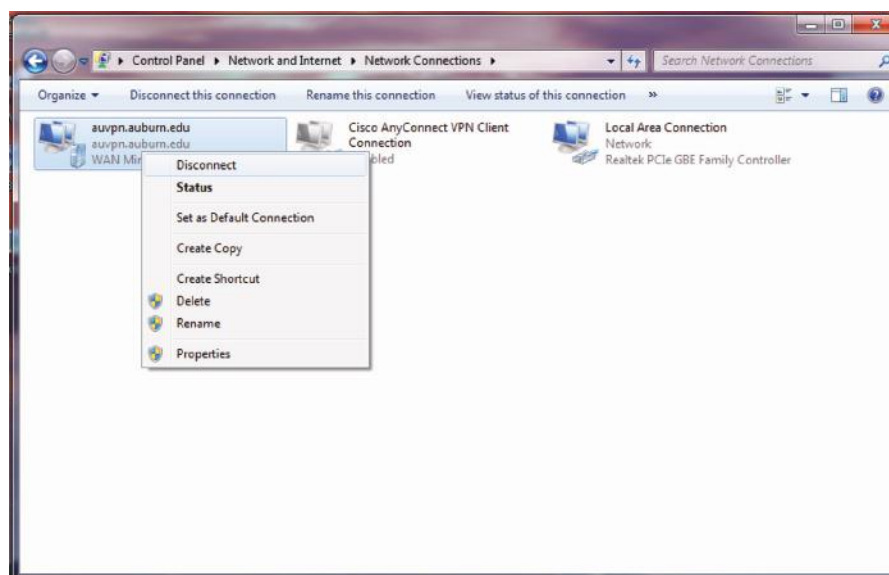 Control Panel Network and Internet Network Connections Search Network Connections
Organize Disconnect this connection Rename this connection View status of this connection »
auvpn.auburn.edu
auvpn.auburn.edu
WAN
Cisco AnyConnect VPN Client
Connection
Local Area Connection
Network
Realtek PCIe GBE Family Controller
Disconnect
Status
Set as Default Connection
Create Copy
Create Shortcut
Delete
Rename
Properties